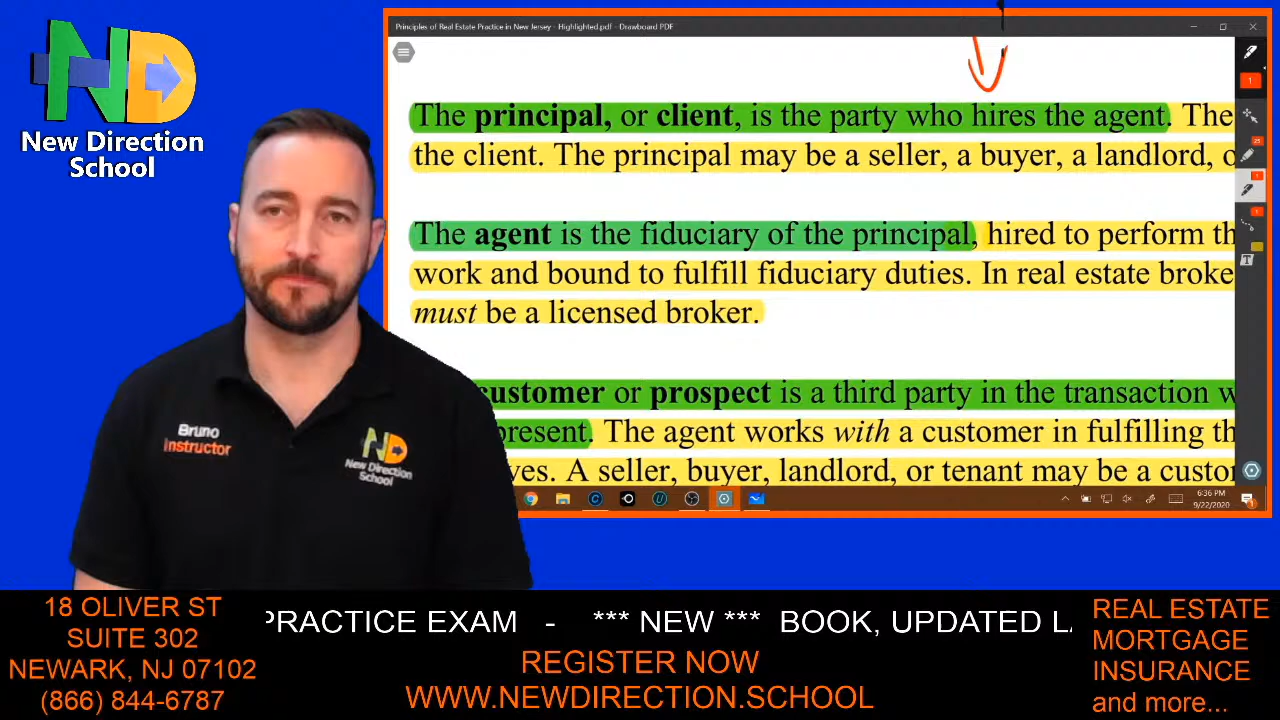 ND
New Direction
School
Principles of Real Estate Practice in New Jersey - Highlighted.pdf - Drawboard PDF
The principal, or client, is the party who hires the agent. The
the client. The principal may be a seller, a buyer, a landlord, o
The agent is the fiduciary of the principal, hired to perform th
work and bound to fulfill fiduciary duties. In real estate broke
must be a licensed broker.
customer or prospect is a third party in the transaction w
present. The agent works with a customer in fulfilling th
ves. A seller, buyer, landlord, or tenant may be a custor
6:36 PM
9/22/2020
Bruno
Instructor
ND
New Direction
School
18 OLIVER ST
SUITE 302
NEWARK, NJ 07102
(866) 844-6787
PRACTICE EXAM - *** NEW *** BOOK, UPDATED LA
REGISTER NOW
WWW.NEWDIRECTION.SCHOOL
REAL ESTATE
MORTGAGE
INSURANCE
and more...